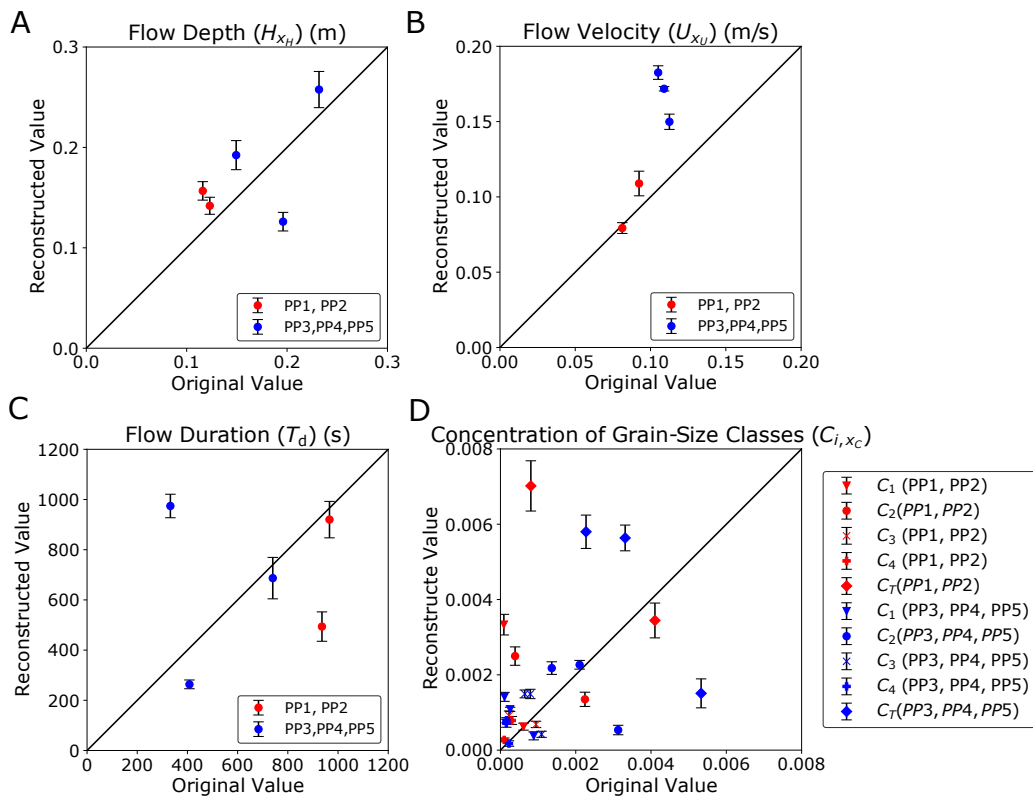 A
Flow Depth (H_{x_H}) (m)
0.3
0.2
0.1
0.0
0.0 0.1 0.2 0.3
Reconstructed Value
Original Value
PP1, PP2
PP3,PP4,PP5
B
Flow Velocity (U_{x_U}) m/s)
0.20
0.15
0.10
0.05
0.00
0.00 0.05 0.10 0.15 0.20
Reconstructed Value
Original Value
PP1, PP2
PP3,PP4,PP5
C
Flow Duration (T_d) (s)
1200
1000
800
600
400
200
0
0 200 400 600 800 1000 1200
Reconstructed Value
Original Value
PP1, PP2
PP3,PP4,PP5
D
Concentration of Grain-Size Classes (C_{i,x_C})
0.008
0.006
0.004
0.002
0.000
0.000 0.002 0.004 0.006 0.008
Reconstructe Value
Original Value
C_1 (PP1, PP2)
C_2(PP1, PP2)
C_3 (PP1, PP2)
C_4 (PP1, PP2)
C_T(PP1, PP2)
C_1 (PP3, PP4, PP5)
C_2(PP3, PP4, PP5)
C_3 (PP3, PP4, PP5)
C_4 (PP3, PP4, PP5)
C_T(PP3, PP4, PP5)